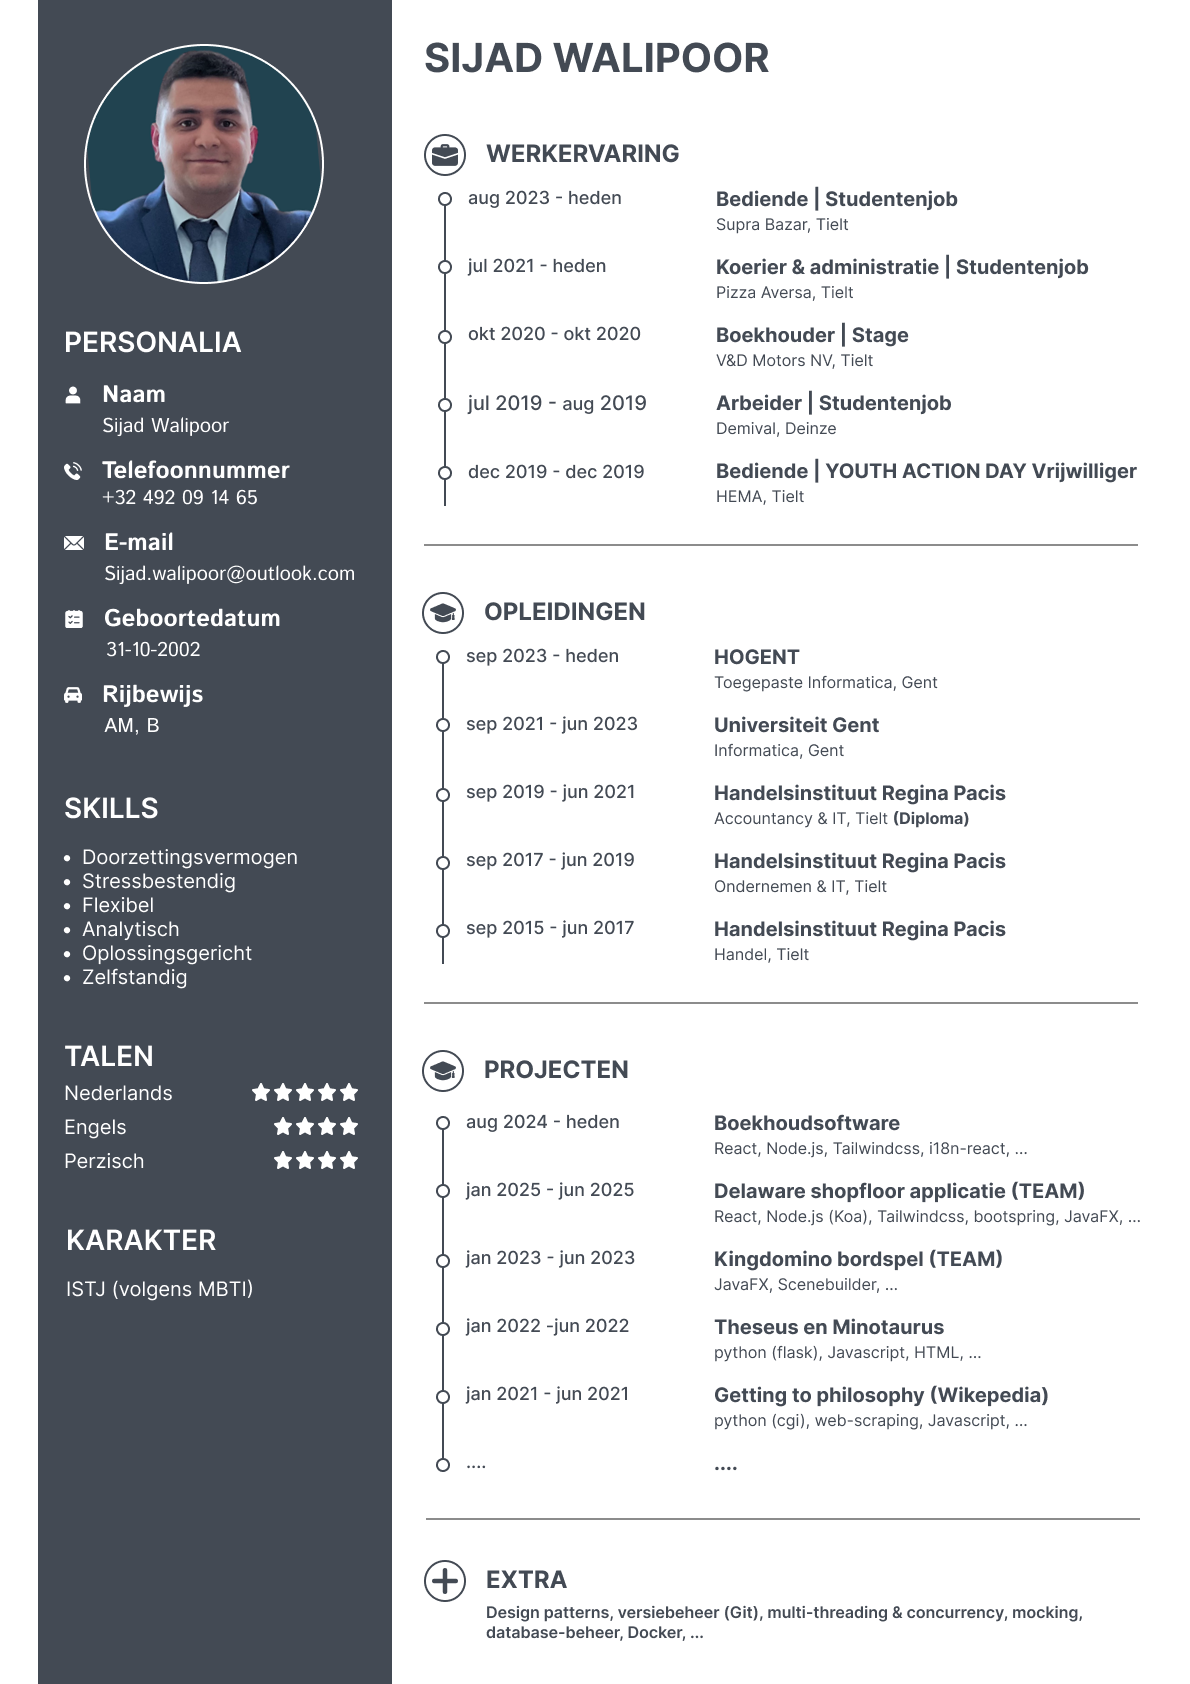 SIJAD WALIPOOR
PERSONALIA
Naam
Sijad Walipoor
Telefoonnummer
+32 492 09 14 65
E-mail
Sijad.walipoor@outlook.com
Geboortedatum
31-10-2002
Rijbewijs
AM, B
SKILLS
• Doorzettingsvermogen
• Stressbestendig
• Flexibel
• Analytisch
• Oplossingsgericht
• Zelfstandig
TALEN
Nederlands ★★★★★
Engels ★★★★
Perzisch ★★★★
KARAKTER
ISTJ (volgens MBTI)
WERKERVARING
aug 2023 - heden Bediende | Studentenjob
Supra Bazar, Tielt
jul 2021 - heden Koerier & administratie | Studentenjob
Pizza Aversa, Tielt
okt 2020 - okt 2020 Boekhouder | Stage
V&D Motors NV, Tielt
jul 2019 - aug 2019 Arbeider | Studentenjob
Demival, Deinze
dec 2019 - dec 2019 Bediende | YOUTH ACTION DAY Vrijwilliger
HEMA, Tielt
OPLEIDINGEN
sep 2023 - heden HOGENT
Toegepaste Informatica, Gent
sep 2021 - jun 2023 Universiteit Gent
Informatica, Gent
sep 2019 - jun 2021 Handelsinstituut Regina Pacis
Accountancy & IT, Tielt (Diploma)
sep 2017 - jun 2019 Handelsinstituut Regina Pacis
Ondernemen & IT, Tielt
sep 2015 - jun 2017 Handelsinstituut Regina Pacis
Handel, Tielt
PROJECTEN
aug 2024 - heden Boekhoudsoftware
React, Node.js, Tailwindcss, i18n-react, ...
jan 2025 - jun 2025 Delaware shopfloor applicatie (TEAM)
React, Node.js (Koa), Tailwindcss, bootspring, JavaFX, ...
jan 2023 - jun 2023 Kingdomino bordspel (TEAM)
JavaFX, Scenebuilder, ...
jan 2022 -jun 2022 Theseus en Minotaurus
python (flask), Javascript, HTML, ...
jan 2021 - jun 2021 Getting to philosophy (Wikepedia)
python (cgi), web-scraping, Javascript, ...
.... ....
EXTRA
Design patterns, versiebeheer (Git), multi-threading & concurrency, mocking,
database-beheer, Docker, ...